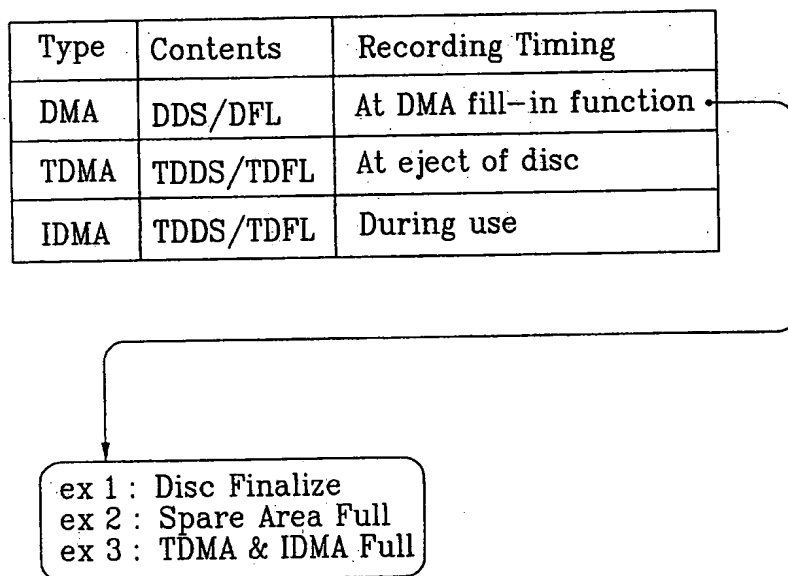 Type Contents Recording Timing
DMA DDS/DFL At DMA fill-in function
TDMA TDDS/TDFL At eject of disc
IDMA TDDS/TDFL During use
ex 1 : Disc Finalize
ex 2 : Spare Area Full
ex 3 : TDMA & IDMA Full